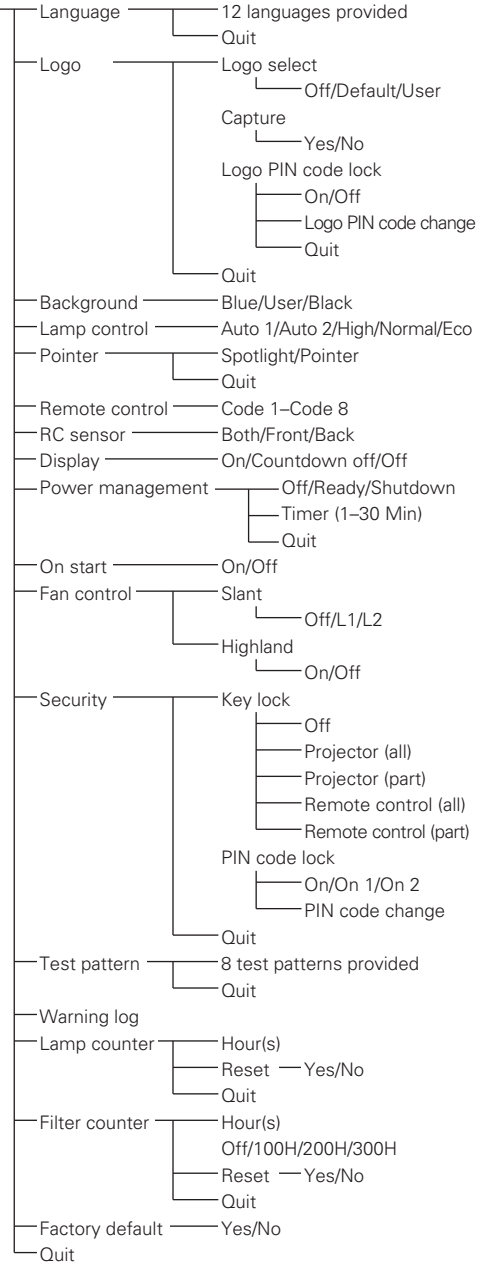 Language 12 languages provided
Quit
Logo Logo select
Off/Default/User
Capture
Yes/No
Logo PIN code lock
On/Off
Logo PIN code change
Quit
Quit
Background Blue/User/Black
Lamp control Auto 1/Auto 2/High/Normal/Eco
Pointer Spotlight/Pointer
Quit
Remote control Code 1–Code 8
RC sensor Both/Front/Back
Display On/Countdown off/Off
Power management Off/Ready/Shutdown
Timer (1–30 Min)
Quit
On start On/Off
Fan control Slant
Off/L1/L2
Highland
On/Off
Security Key lock
Off
Projector (all)
Projector (part)
Remote control (all)
Remote control (part)
PIN code lock
On/On 1/On 2
PIN code change
Quit
Test pattern 8 test patterns provided
Quit
Warning log
Lamp counter Hour(s)
Reset Yes/No
Quit
Filter counter Hour(s)
Off/100H/200H/300H
Reset Yes/No
Quit
Factory default Yes/No
Quit